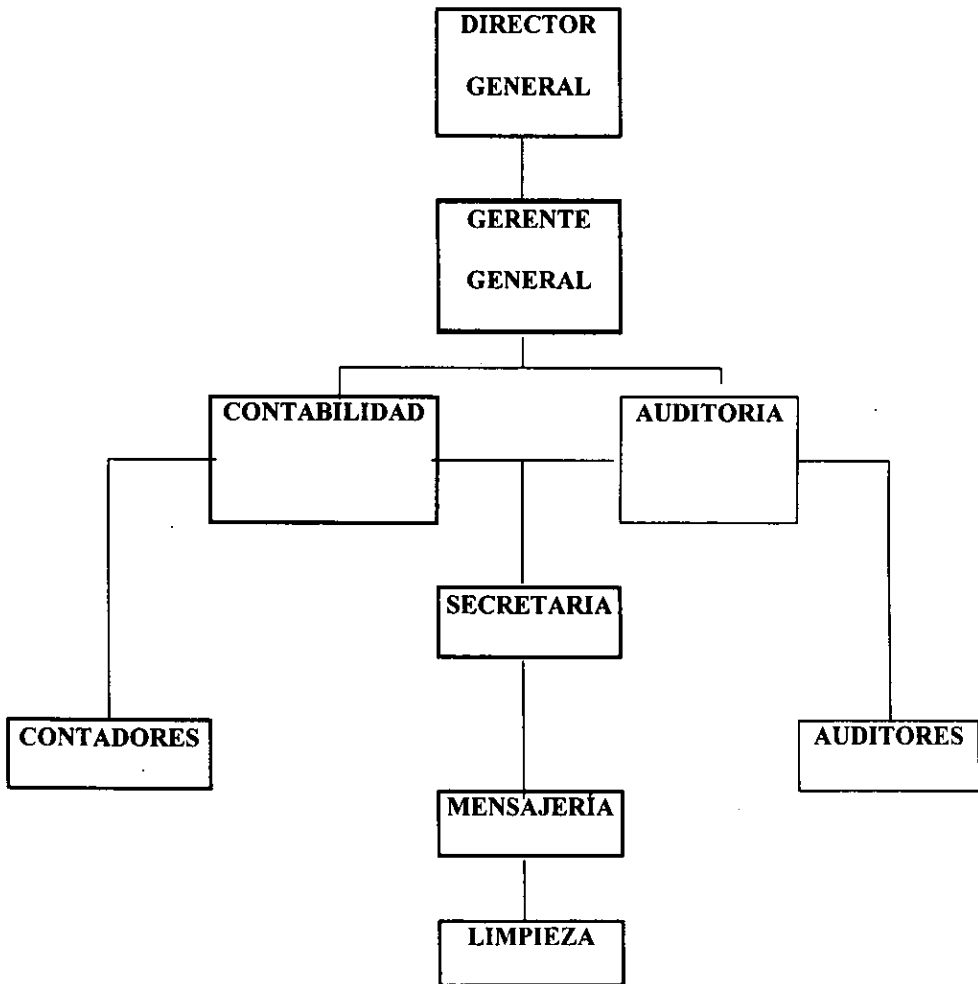 DIRECTOR
GENERAL
GERENTE
GENERAL
CONTABILIDAD
AUDITORIA
SECRETARIA
CONTADORES
AUDITORES
MENSAJERÍA
LIMPIEZA